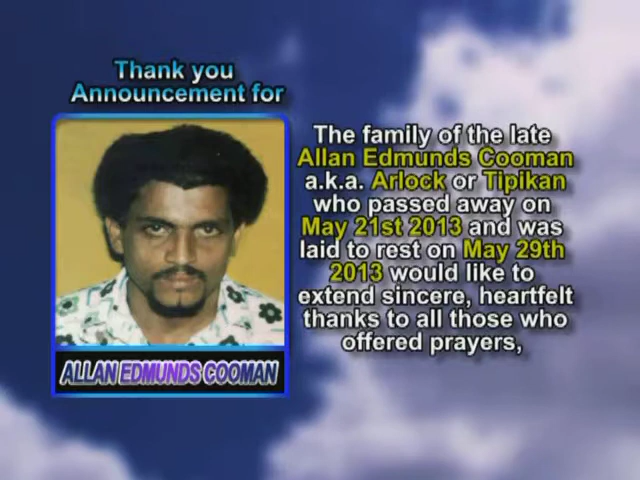 Thank you
Announcement for
ALLAN EDMUNDS COOMAN
The family of the late
Allan Edmunds Cooman
a.k.a. Arlock or Tipikan
who passed away on
May 21st 2013 and was
laid to rest on May 29th
2013 would like to
extend sincere, heartfelt
thanks to all those who
offered prayers,